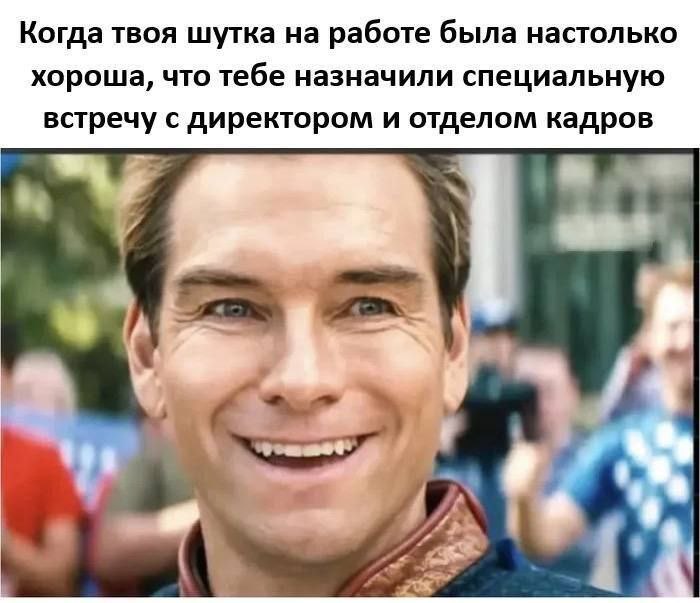 Когда твоя шутка на работе была настолько
хороша, что тебе назначили специальную
встречу с директором и отделом кадров